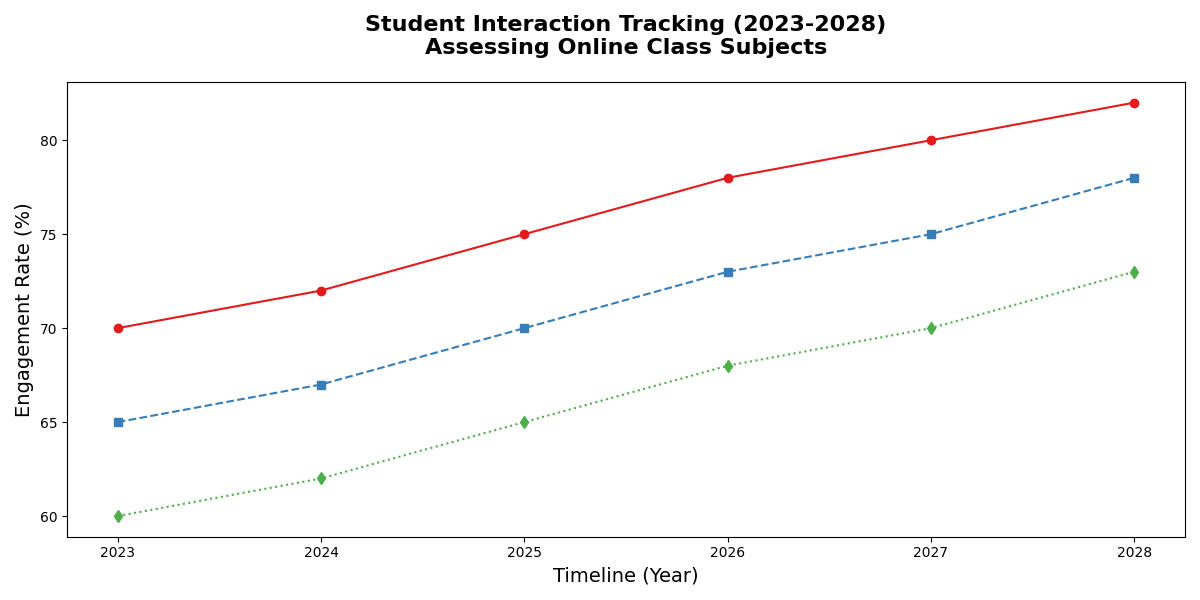 Student Interaction Tracking (2023-2028)
Assessing Online Class Subjects
Engagement Rate (%)
80
75
70
65
60
2023
2024
2025
2026
2027
2028
Timeline (Year)